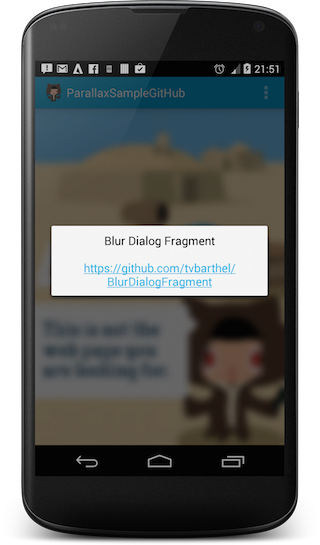 21:51
ParallaxSampleGitHub
Blur Dialog Fragment
https://github.com/tvbarthel/
BlurDialogFragment
This is not the
web page you
are looking for.